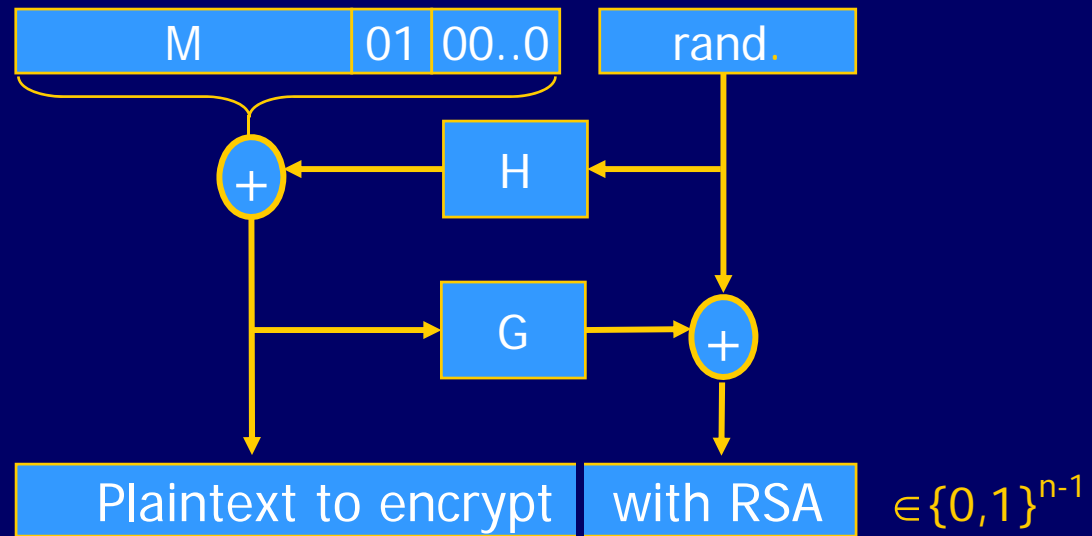 M 01 00..0 rand.
+ H
G +
Plaintext to encrypt with RSA ∈{0,1}ⁿ⁻¹